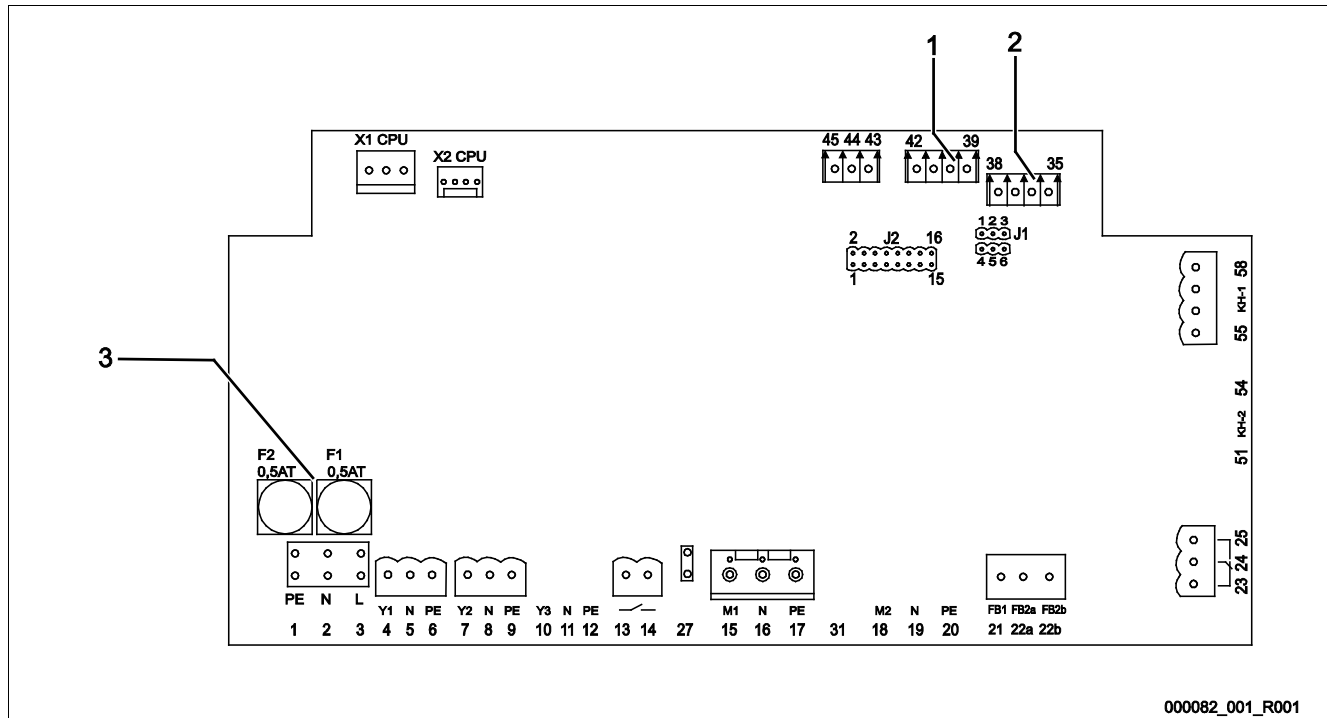 1
2
X1 CPU
X2 CPU
45 44 43
42 39
38 35
1 2 3
J1
4 5 6
2 J2 16
1 15
58
KH-1
55
54
KH-2
51
3
F2
0,5AT
F1
0,5AT
25
24
23
PE N L
Y1 N PE Y2 N PE Y3 N PE
M1 N PE M2 N PE FB1 FB2a FB2b
1 2 3 4 5 6 7 8 9 10 11 12 13 14 27 15 16 17 31 18 19 20 21 22a 22b
000082_001_R001